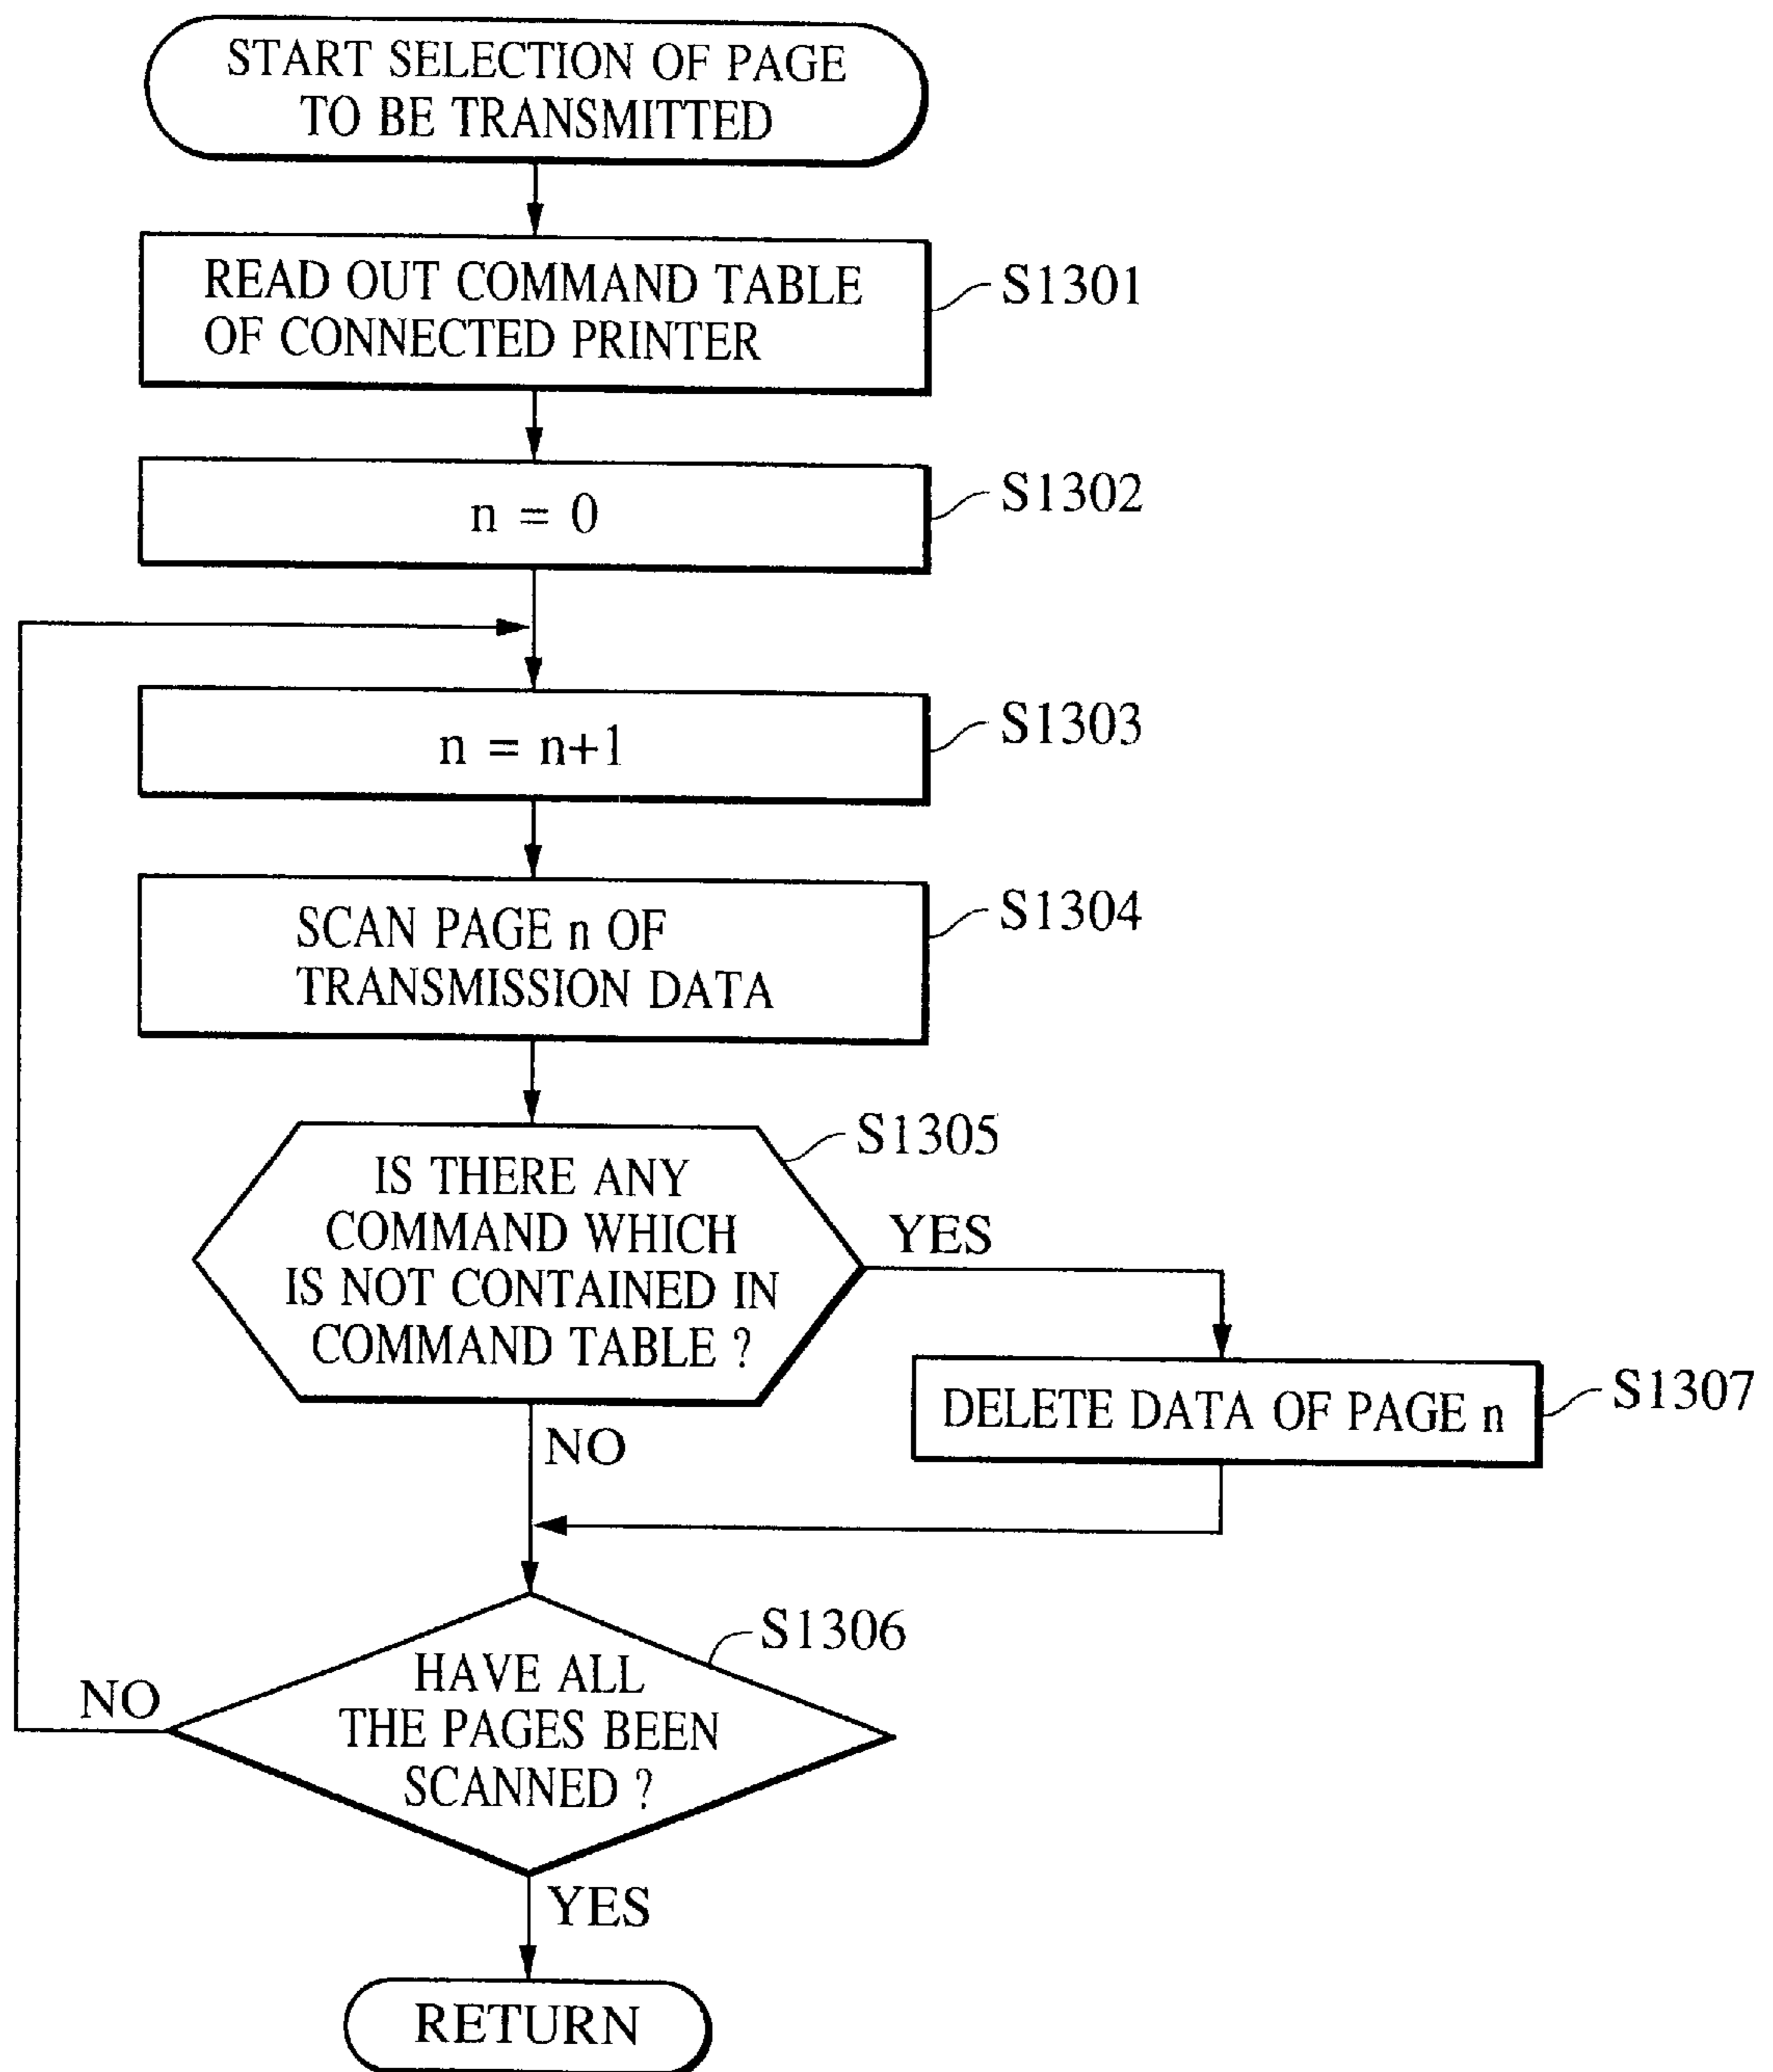 START SELECTION OF PAGE
TO BE TRANSMITTED
READ OUT COMMAND TABLE
OF CONNECTED PRINTER
S1301
n = 0
S1302
n = n+1
S1303
SCAN PAGE n OF
TRANSMISSION DATA
S1304
S1305
IS THERE ANY
COMMAND WHICH
IS NOT CONTAINED IN
COMMAND TABLE ?
YES
DELETE DATA OF PAGE n
S1307
NO
S1306
HAVE ALL
THE PAGES BEEN
SCANNED ?
NO
YES
RETURN